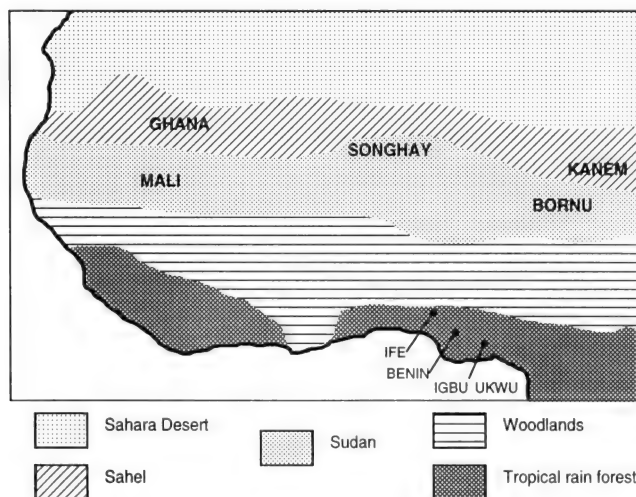 GHANA
SONGHAY
KANEM
MALI
BORNU
IFE
BENIN
IGBU UKWU
Sahara Desert
Sudan
Woodlands
Sahel
Tropical rain forest